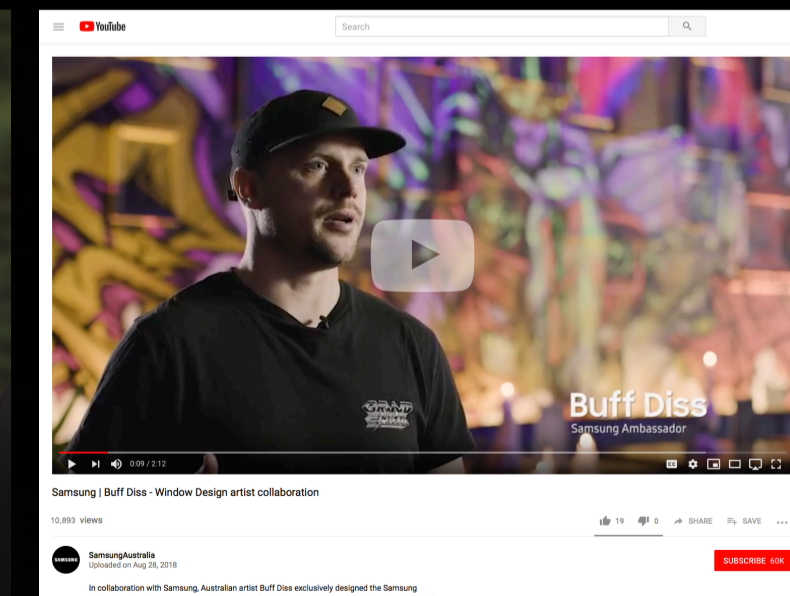 YouTube
Search
Buff Diss
Samsung Ambassador
0:09 / 2:12
CC
Samsung | Buff Diss - Window Design artist collaboration
10,893 views
19 0 SHARE SAVE
SAMSUNG
SamsungAustralia
SUBSCRIBE 60K
Uploaded on Aug 28, 2018
In collaboration with Samsung, Australian artist Buff Diss exclusively designed the Samsung